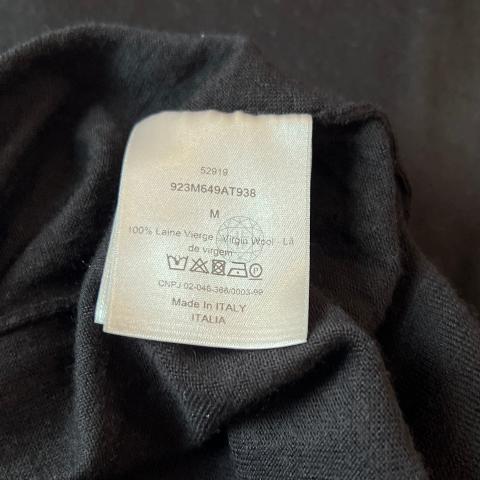 52919
923M649AT938
M
100% Laine Vierge - Virgin Wool - Lã
de virgem
CNPJ 02-046-366/0003-99
Made In ITALY
ITALIA